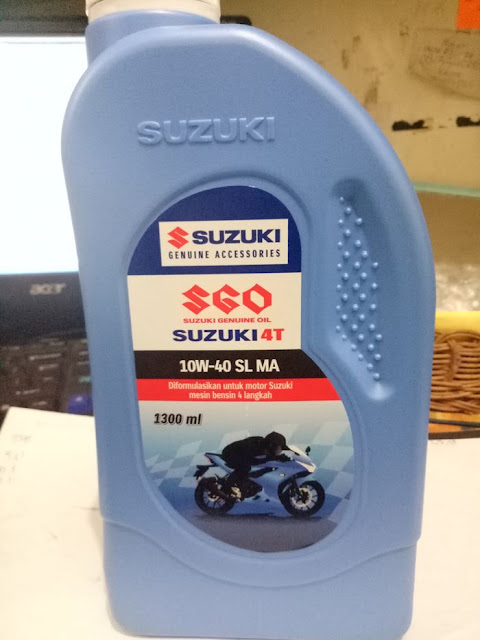 SUZUKI
SUZUKI
GENUINE ACCESSORIES
SGO
SUZUKI GENUINE OIL
SUZUKI 4T
10W-40 SL MA
Diformulasikan untuk motor Suzuki
mesin bensin 4 langkah
1300 ml
acer